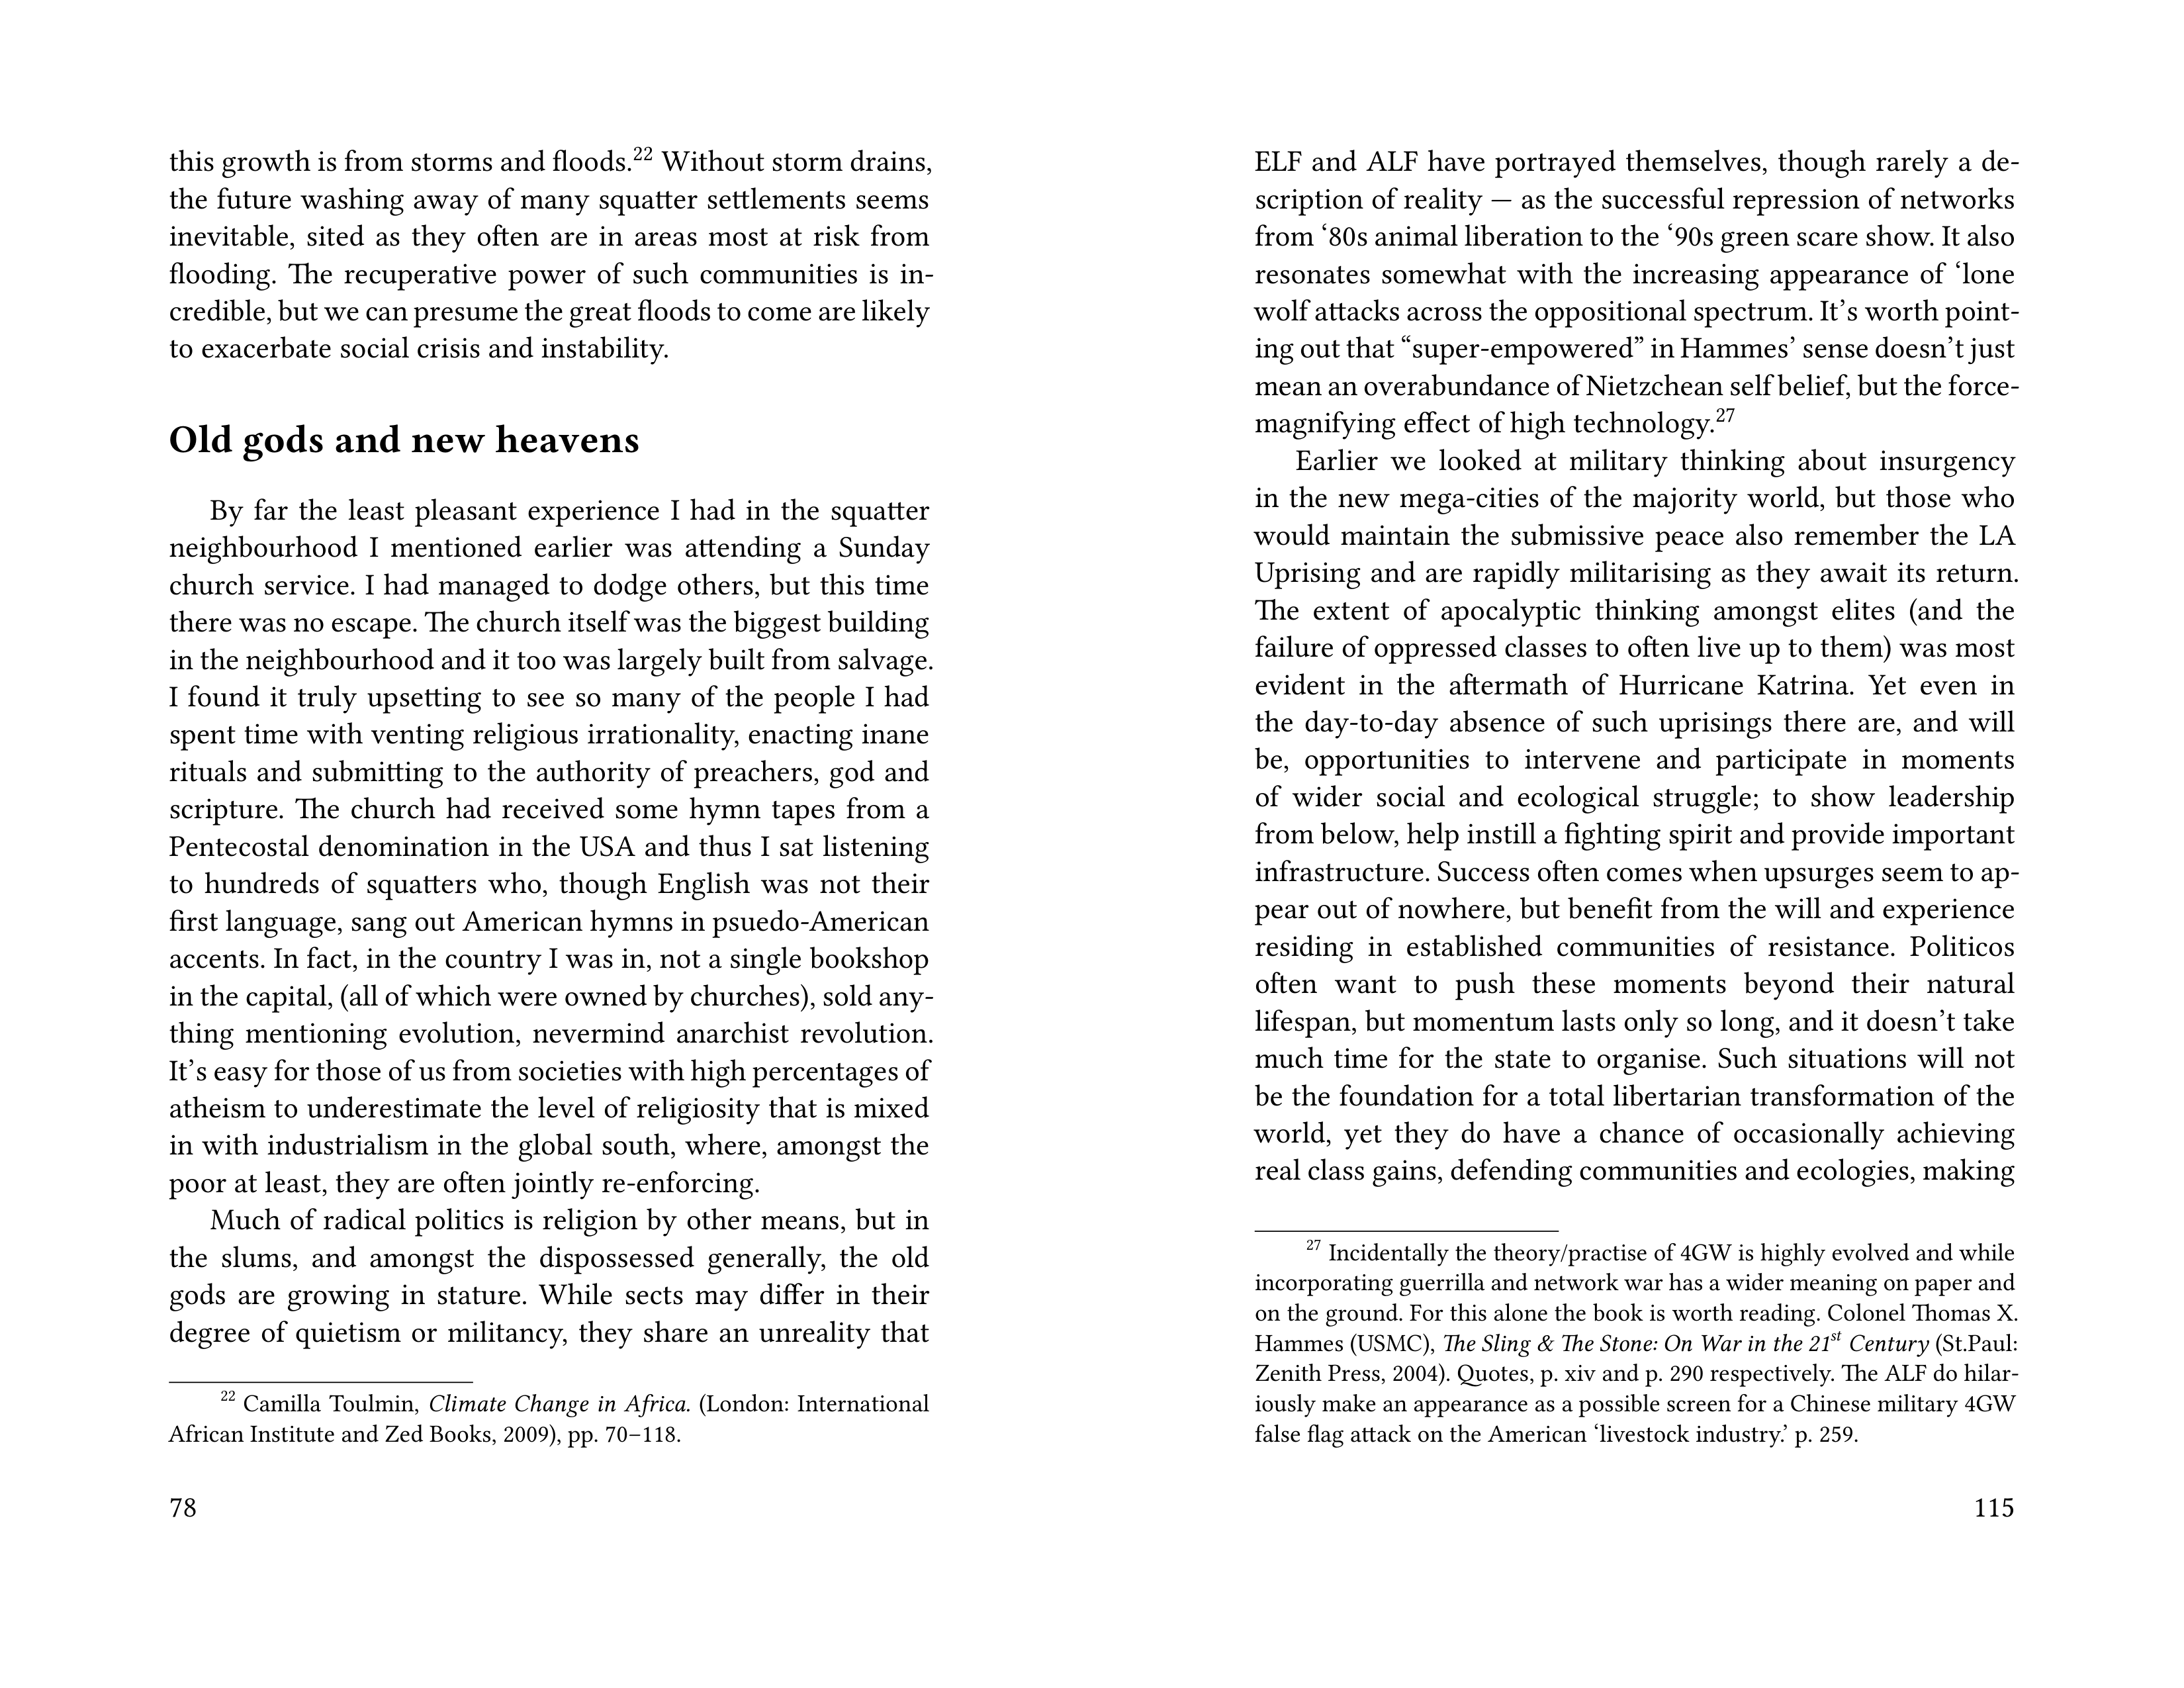 this growth is from storms and floods.22 Without storm drains,
the future washing away of many squatter settlements seems
inevitable, sited as they often are in areas most at risk from
flooding. The recuperative power of such communities is in-
credible, but we can presume the great floods to come are likely
to exacerbate social crisis and instability.
Old gods and new heavens
By far the least pleasant experience I had in the squatter
neighbourhood I mentioned earlier was attending a Sunday
church service. I had managed to dodge others, but this time
there was no escape. The church itself was the biggest building
in the neighbourhood and it too was largely built from salvage.
I found it truly upsetting to see so many of the people I had
spent time with venting religious irrationality, enacting inane
rituals and submitting to the authority of preachers, god and
scripture. The church had received some hymn tapes from a
Pentecostal denomination in the USA and thus I sat listening
to hundreds of squatters who, though English was not their
first language, sang out American hymns in psuedo-American
accents. In fact, in the country I was in, not a single bookshop
in the capital, (all of which were owned by churches), sold any-
thing mentioning evolution, nevermind anarchist revolution.
It’s easy for those of us from societies with high percentages of
atheism to underestimate the level of religiosity that is mixed
in with industrialism in the global south, where, amongst the
poor at least, they are often jointly re-enforcing.
Much of radical politics is religion by other means, but in
the slums, and amongst the dispossessed generally, the old
gods are growing in stature. While sects may differ in their
degree of quietism or militancy, they share an unreality that
22 Camilla Toulmin, Climate Change in Africa. (London: International
African Institute and Zed Books, 2009), pp. 70–118.
78
ELF and ALF have portrayed themselves, though rarely a de-
scription of reality — as the successful repression of networks
from ‘80s animal liberation to the ‘90s green scare show. It also
resonates somewhat with the increasing appearance of ‘lone
wolf attacks across the oppositional spectrum. It’s worth point-
ing out that “super-empowered” in Hammes’ sense doesn’t just
mean an overabundance of Nietzchean self belief, but the force-
magnifying effect of high technology.27
Earlier we looked at military thinking about insurgency
in the new mega-cities of the majority world, but those who
would maintain the submissive peace also remember the LA
Uprising and are rapidly militarising as they await its return.
The extent of apocalyptic thinking amongst elites (and the
failure of oppressed classes to often live up to them) was most
evident in the aftermath of Hurricane Katrina. Yet even in
the day-to-day absence of such uprisings there are, and will
be, opportunities to intervene and participate in moments
of wider social and ecological struggle; to show leadership
from below, help instill a fighting spirit and provide important
infrastructure. Success often comes when upsurges seem to ap-
pear out of nowhere, but benefit from the will and experience
residing in established communities of resistance. Politicos
often want to push these moments beyond their natural
lifespan, but momentum lasts only so long, and it doesn’t take
much time for the state to organise. Such situations will not
be the foundation for a total libertarian transformation of the
world, yet they do have a chance of occasionally achieving
real class gains, defending communities and ecologies, making
27 Incidentally the theory/practise of 4GW is highly evolved and while
incorporating guerrilla and network war has a wider meaning on paper and
on the ground. For this alone the book is worth reading. Colonel Thomas X.
Hammes (USMC), The Sling & The Stone: On War in the 21st Century (St.Paul:
Zenith Press, 2004). Quotes, p. xiv and p. 290 respectively. The ALF do hilar-
iously make an appearance as a possible screen for a Chinese military 4GW
false flag attack on the American ‘livestock industry.’ p. 259.
115